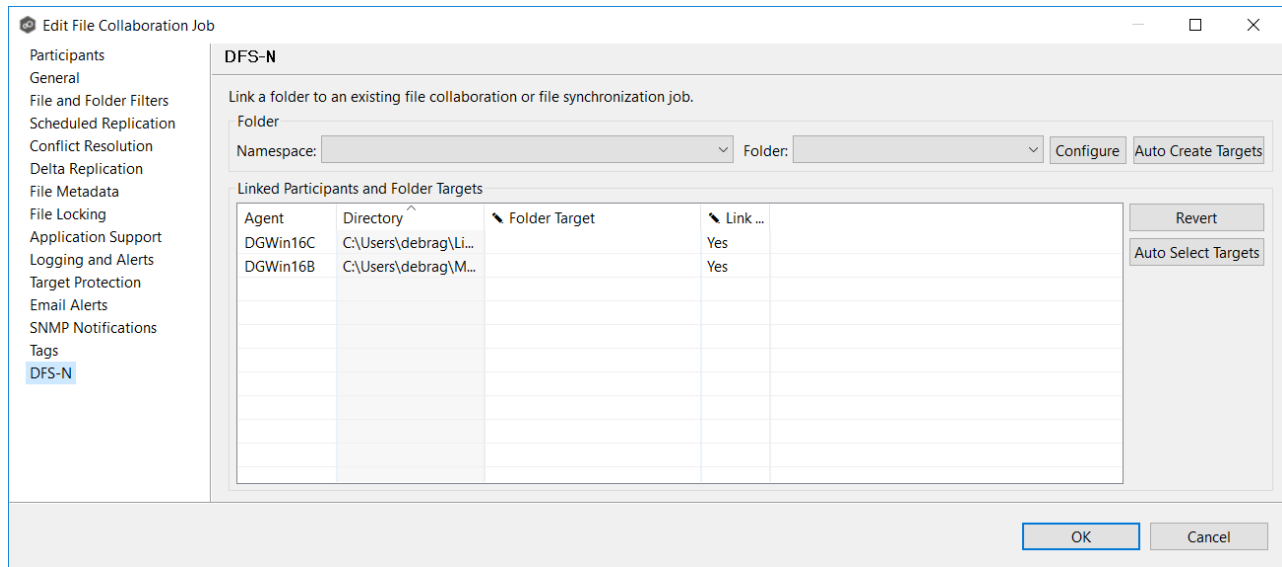 Edit File Collaboration Job
Participants
General
File and Folder Filters
Scheduled Replication
Conflict Resolution
Delta Replication
File Metadata
File Locking
Application Support
Logging and Alerts
Target Protection
Email Alerts
SNMP Notifications
Tags
DFS-N
DFS-N
Link a folder to an existing file collaboration or file synchronization job.
Folder
Namespace: Folder: Configure Auto Create Targets
Linked Participants and Folder Targets
Agent Directory Folder Target Link ...
DGWin16C C:\Users\debrag\Li... Yes
DGWin16B C:\Users\debrag\M... Yes
Revert
Auto Select Targets
OK Cancel